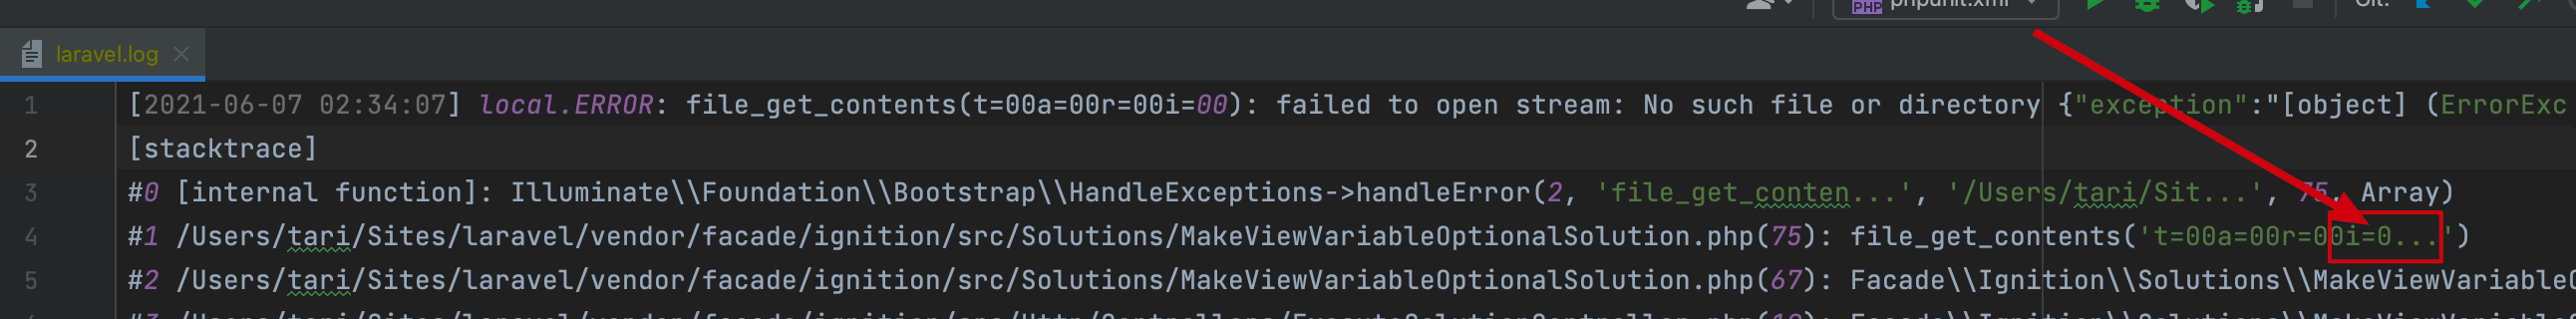 PHP phpunit.xml Git:
laravel.log
1 [2021-06-07 02:34:07] local.ERROR: file_get_contents(t=00a=00r=00i=00): failed to open stream: No such file or directory {"exception":"[object] (ErrorExc
2 [stacktrace]
3 #0 [internal function]: Illuminate\\Foundation\\Bootstrap\\HandleExceptions->handleError(2, 'file_get_conten...', '/Users/tari/Sit...', 75, Array)
4 #1 /Users/tari/Sites/laravel/vendor/facade/ignition/src/Solutions/MakeViewVariableOptionalSolution.php(75): file_get_contents('t=00a=00r=00i=0...')
5 #2 /Users/tari/Sites/laravel/vendor/facade/ignition/src/Solutions/MakeViewVariableOptionalSolution.php(67): Facade\\Ignition\\Solutions\\MakeViewVariableO